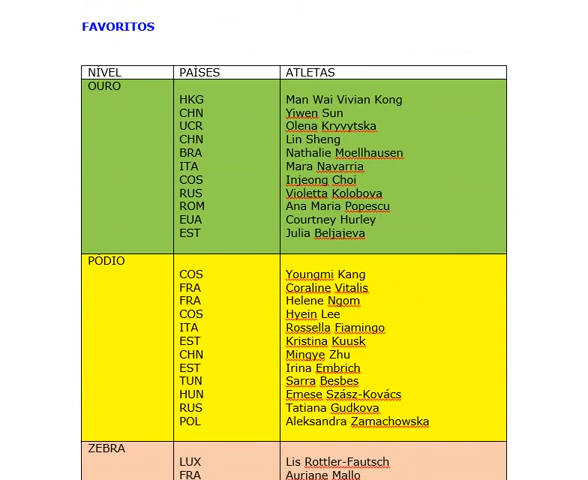 FAVORITOS
NÍVEL PAÍSES ATLETAS
OURO
HKG Man Wai Vivian Kong
CHN Yiwen Sun
UCR Olena Kryvytska
CHN Lin Sheng
BRA Nathalie Moellhausen
ITA Mara Navarria
COS Injeong Choi
RUS Violetta Kolobova
ROM Ana Maria Popescu
EUA Courtney Hurley
EST Julia Beljajeva
PÓDIO
COS Youngmi Kang
FRA Coraline Vitalis
FRA Helene Ngom
COS Hyein Lee
ITA Rossella Fiamingo
EST Kristina Kuusk
CHN Mingye Zhu
EST Irina Embrich
TUN Sarra Besbes
HUN Emese Szász-Kovács
RUS Tatiana Gudkova
POL Aleksandra Zamachowska
ZEBRA
LUX Lis Rottler-Fautsch
FRA Auriane Mallo